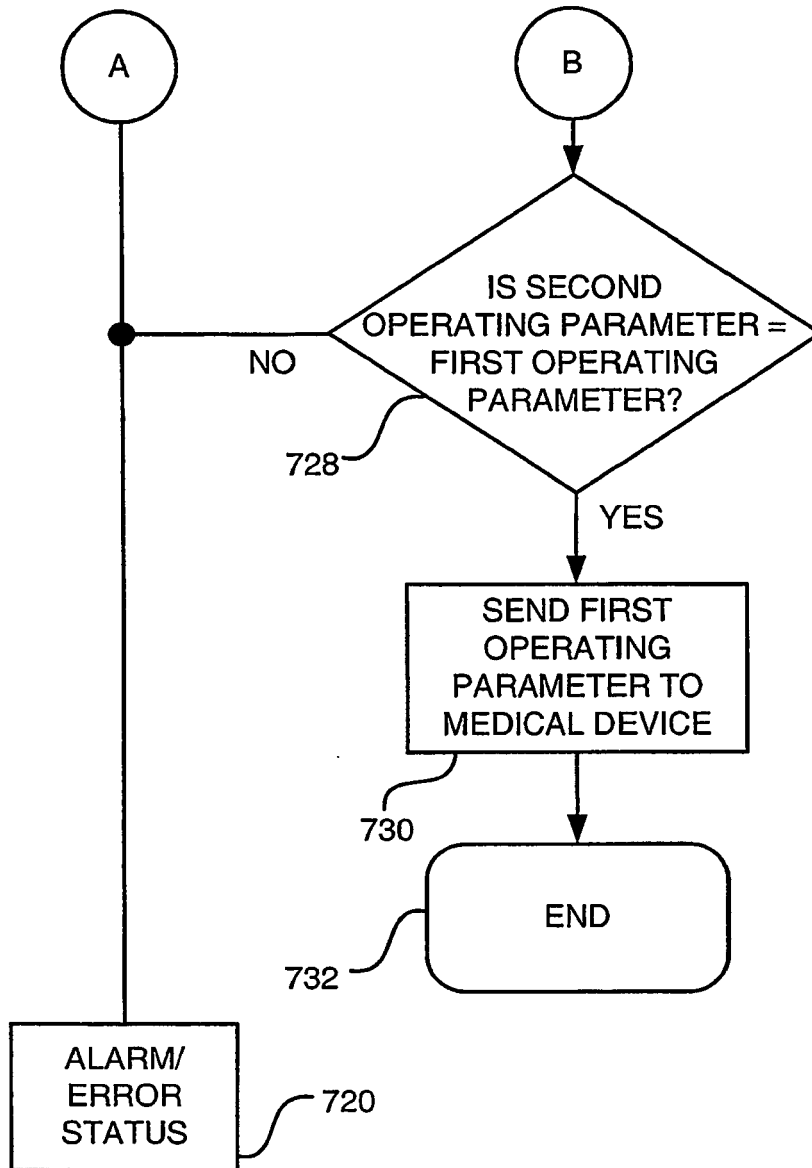 A
B
IS SECOND
OPERATING PARAMETER =
FIRST OPERATING
PARAMETER?
NO
728
YES
SEND FIRST
OPERATING
PARAMETER TO
MEDICAL DEVICE
730
END
732
ALARM/
ERROR
STATUS
720